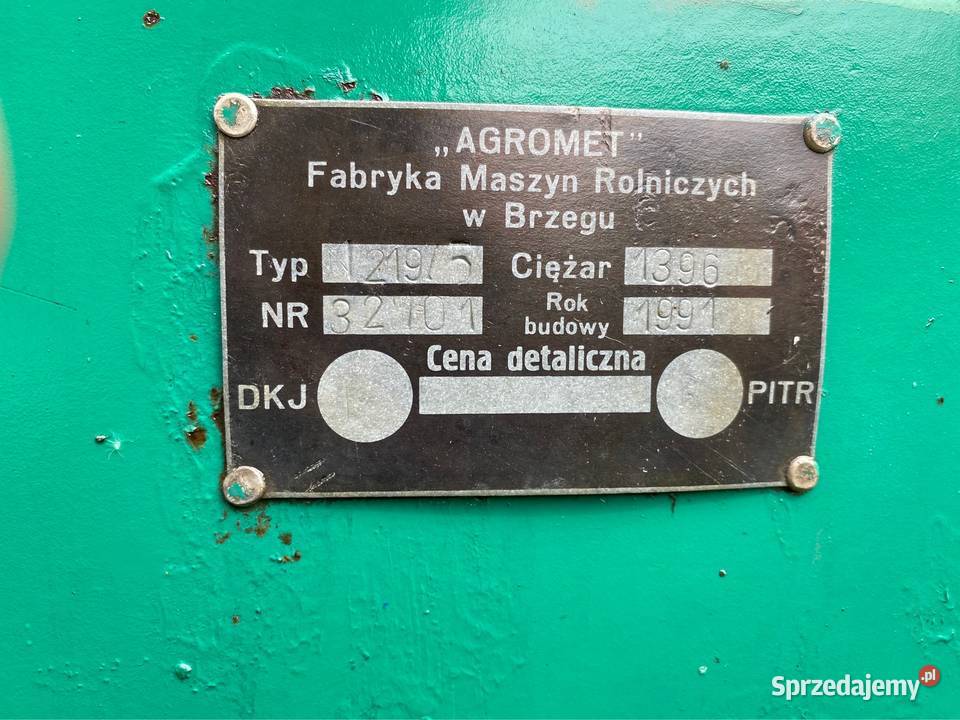 „AGROMET"
Fabryka Maszyn Rolniczych
w Brzegu
Typ N219/5 Ciężar 1396
NR 32101 Rok budowy 1991
Cena detaliczna
DKJ PITR
Sprzedajemy.pl